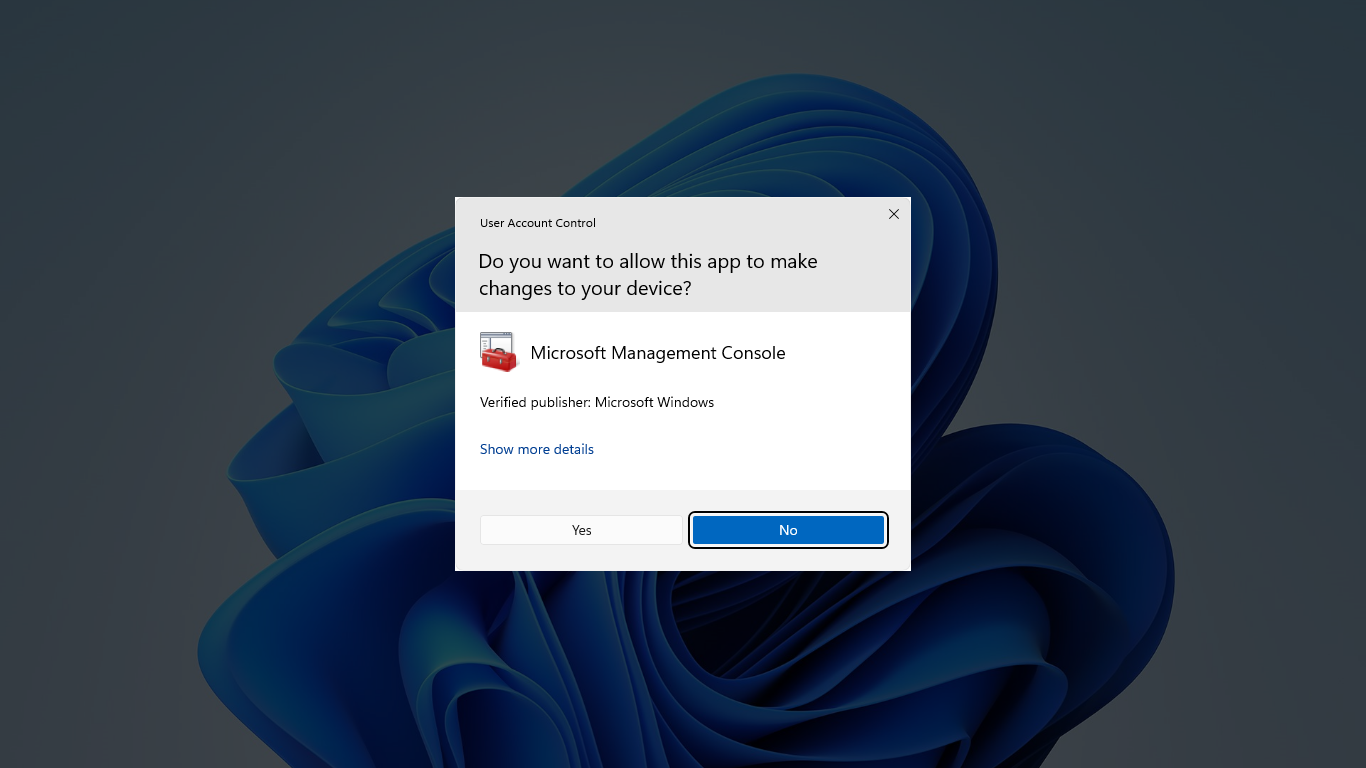 User Account Control
Do you want to allow this app to make
changes to your device?
Microsoft Management Console
Verified publisher: Microsoft Windows
Show more details
Yes
No